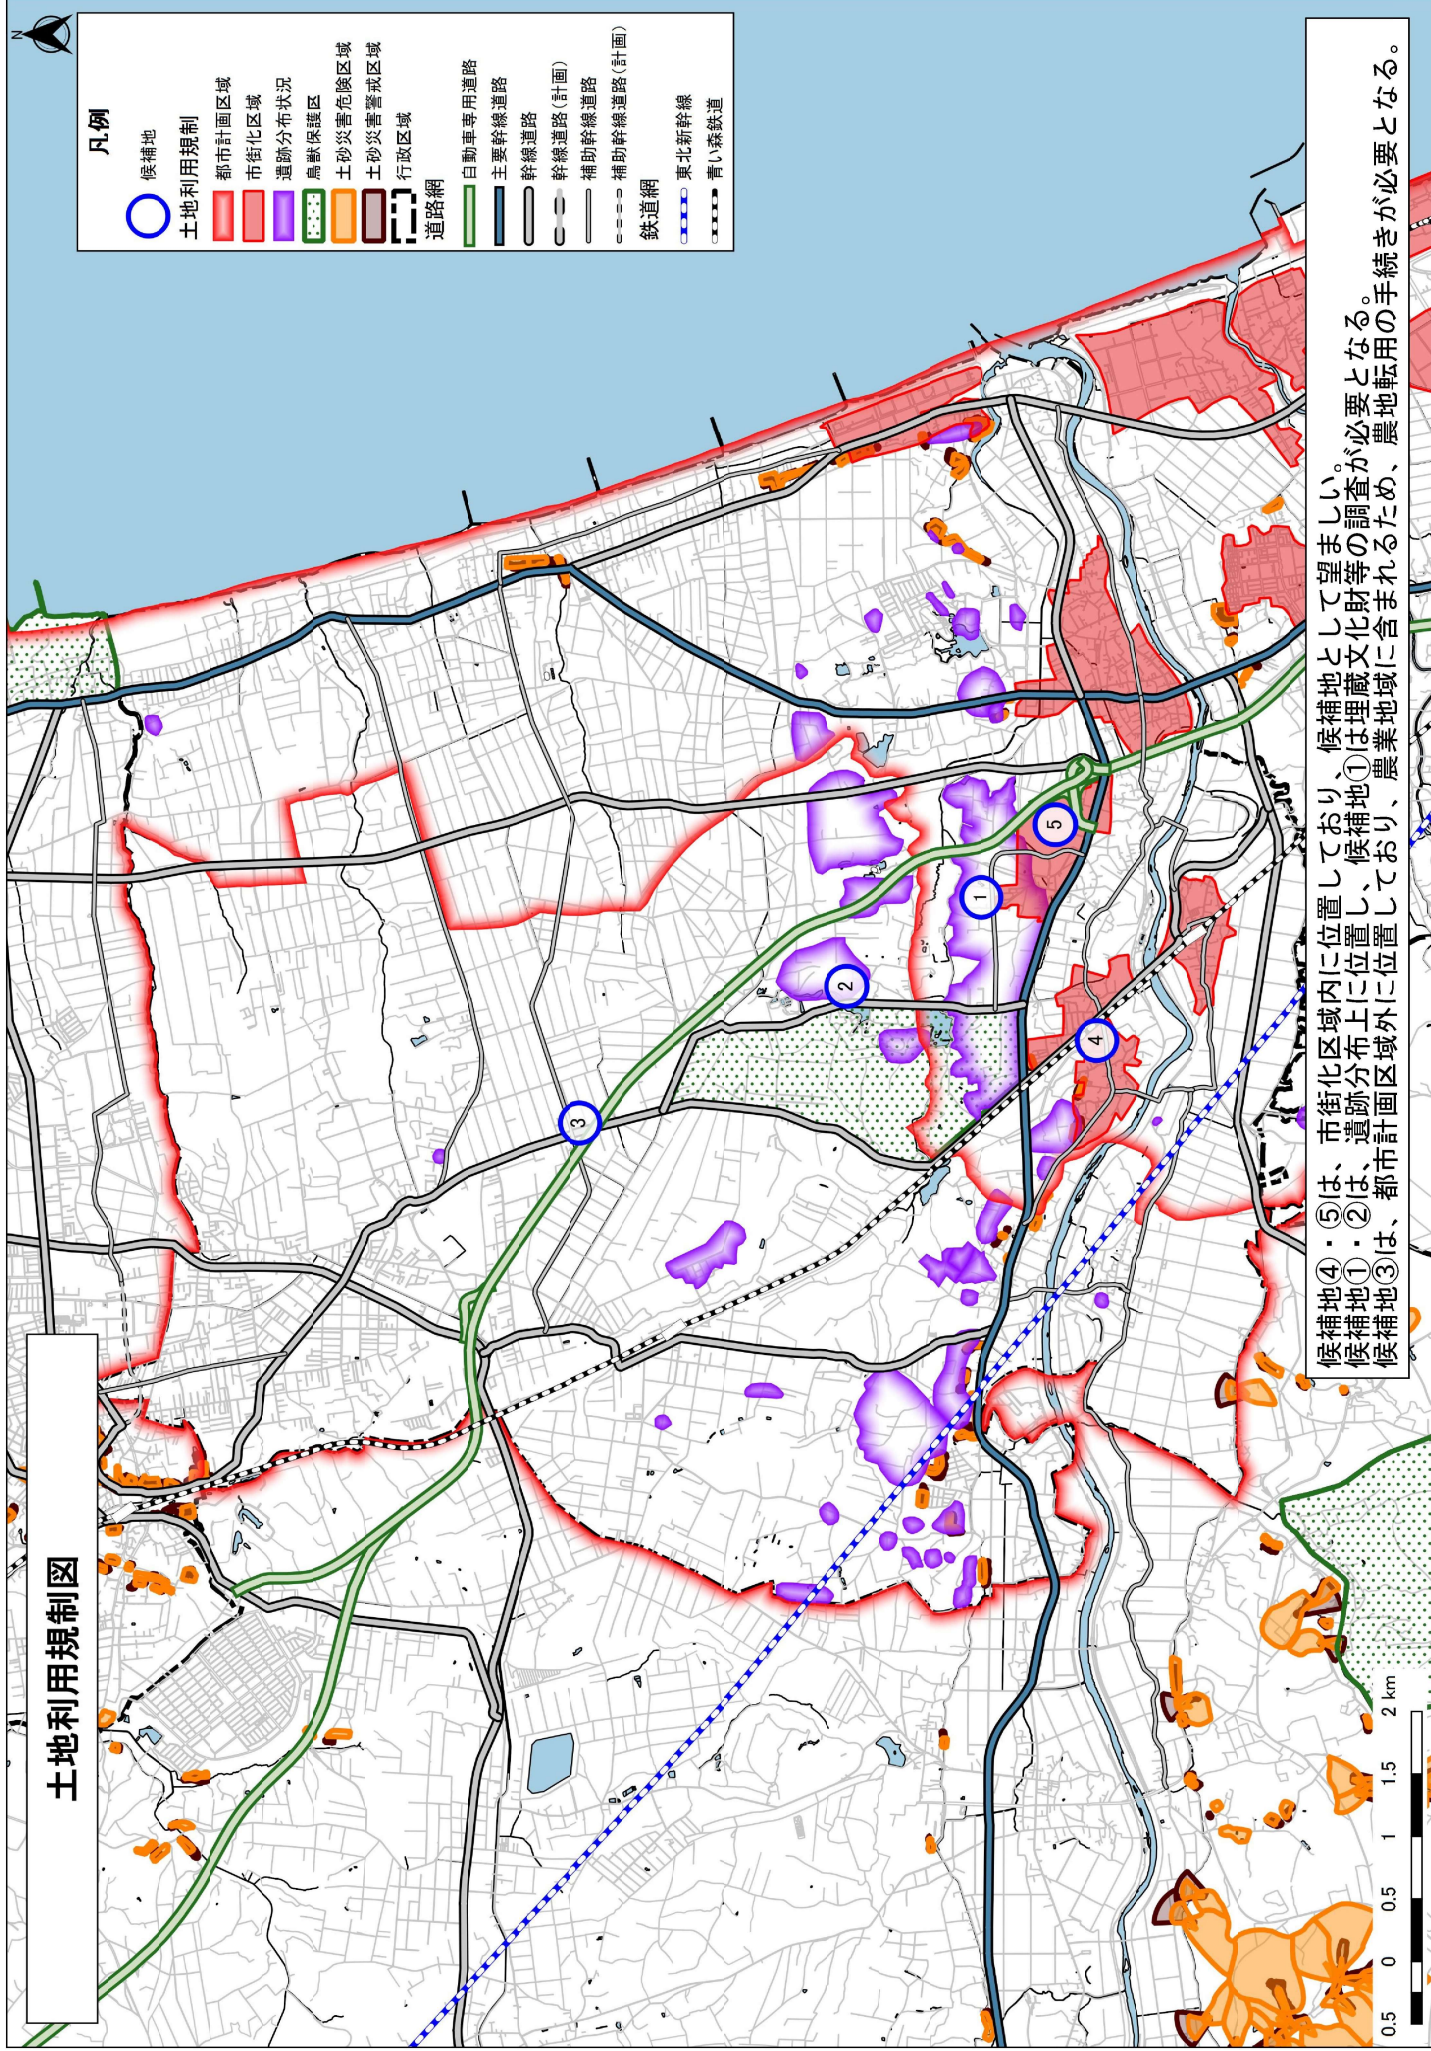 土地利用規制図
N
凡例
候補地
土地利用規制
都市計画区域
市街化区域
遺跡分布状況
鳥獣保護区
土砂災害危険区域
土砂災害警戒区域
行政区域
道路網
自動車専用道路
主要幹線道路
幹線道路
幹線道路(計画)
補助幹線道路
補助幹線道路(計画)
鉄道網
東北新幹線
青い森鉄道
3
2
1
5
4
候補地④・⑤は、市街化区域内に位置しており、候補地として望ましい。
候補地①・②は、遺跡分布上に位置し、候補地①は埋蔵文化財等の調査が必要となる。
候補地③は、都市計画区域外に位置しており、農業地域に含まれるため、農地転用の手続きが必要となる。
0.5 0 0.5 1 1.5 2 km